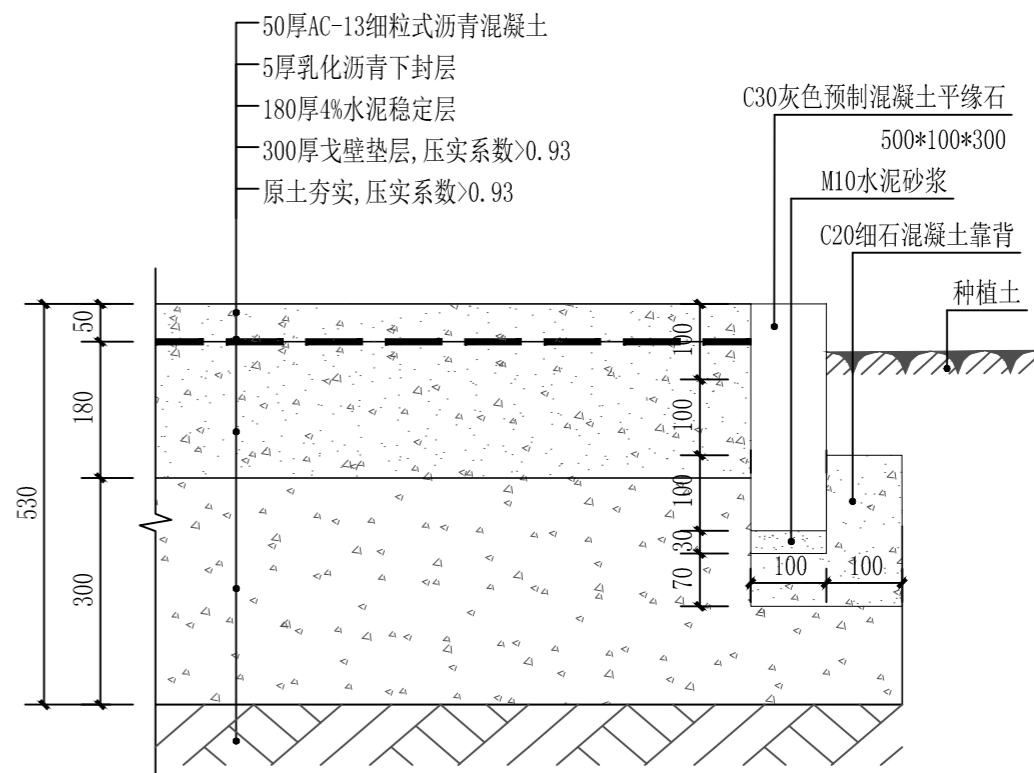 50厚AC-13细粒式沥青混凝土
5厚乳化沥青下封层
180厚4%水泥稳定层
300厚戈壁垫层,压实系数>0.93
原土夯实,压实系数>0.93
C30灰色预制混凝土平缘石
500*100*300
M10水泥砂浆
C20细石混凝土靠背
种植土
50
180
300
530
100
100
100
30
70
100
100